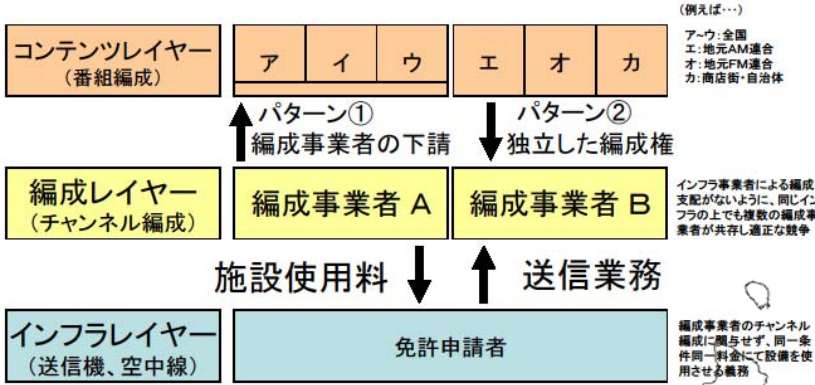 (例えば…)
ア~ウ:全国
エ:地元AM連合
オ:地元FM連合
カ:商店街・自治体
コンテンツレイヤー
(番組編成)
ア
イ
ウ
エ
オ
カ
パターン①
編成事業者の下請
パターン②
独立した編成権
編成レイヤー
(チャンネル編成)
編成事業者 A
編成事業者 B
インフラ事業者による編成
支配がないように、同じイン
フラの上でも複数の編成事
業者が共存し適正な競争
施設使用料
送信業務
インフラレイヤー
(送信機、空中線)
免許申請者
編成事業者のチャンネル
編成に関与せず、同一条
件同一料金にて設備を使
用させる義務